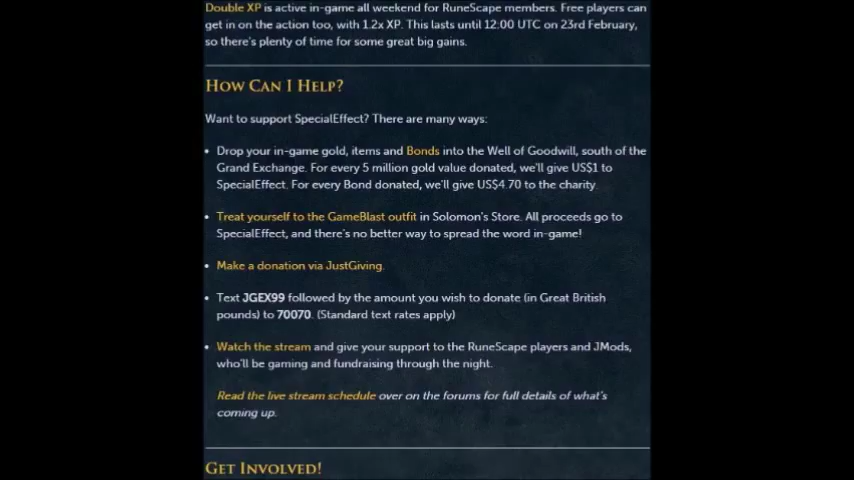 Double XP is active in-game all weekend for RuneScape members. Free players can
get in on the action too, with 1.2x XP. This lasts until 12:00 UTC on 23rd February,
so there's plenty of time for some great big gains.
How Can I Help?
Want to support SpecialEffect? There are many ways:
• Drop your in-game gold, items and Bonds into the Well of Goodwill, south of the
Grand Exchange. For every 5 million gold value donated, we'll give US$1 to
SpecialEffect. For every Bond donated, we'll give US$4.70 to the charity.
• Treat yourself to the GameBlast outfit in Solomon's Store. All proceeds go to
SpecialEffect, and there's no better way to spread the word in-game!
• Make a donation via JustGiving.
• Text JGEX99 followed by the amount you wish to donate (in Great British
pounds) to 70070. (Standard text rates apply)
• Watch the stream and give your support to the RuneScape players and JMods,
who'll be gaming and fundraising through the night.
Read the live stream schedule over on the forums for full details of what's
coming up.
Get Involved!